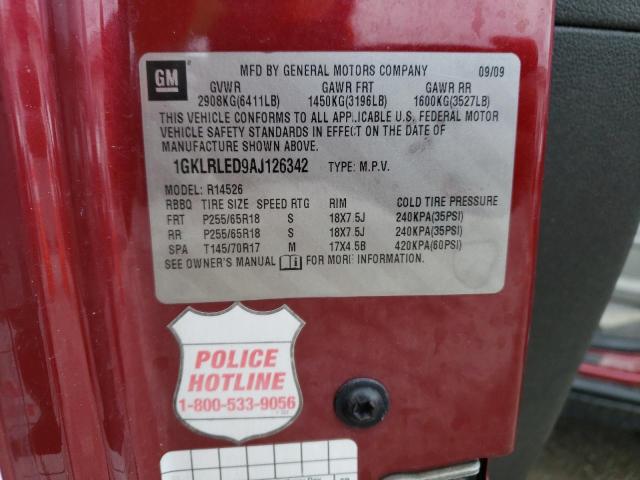 GM
MFD BY GENERAL MOTORS COMPANY 09/09
GVWR GAWR FRT GAWR RR
2908KG(6411LB) 1450KG(3196LB) 1600KG(3527LB)
THIS VEHICLE CONFORMS TO ALL APPLICABLE U.S. FEDERAL MOTOR
VEHICLE SAFETY STANDARDS IN EFFECT ON THE DATE OF
MANUFACTURE SHOWN ABOVE.
1GKLRLED9AJ126342 TYPE: M.P.V.
MODEL: R14526
RBBQ TIRE SIZE SPEED RTG RIM COLD TIRE PRESSURE
FRT P255/65R18 S 18X7.5J 240KPA(35PSI)
RR P255/65R18 S 18X7.5J 240KPA(35PSI)
SPA T145/70R17 M 17X4.5B 420KPA(60PSI)
SEE OWNER'S MANUAL FOR MORE INFORMATION.
POLICE
HOTLINE
1-800-533-9056